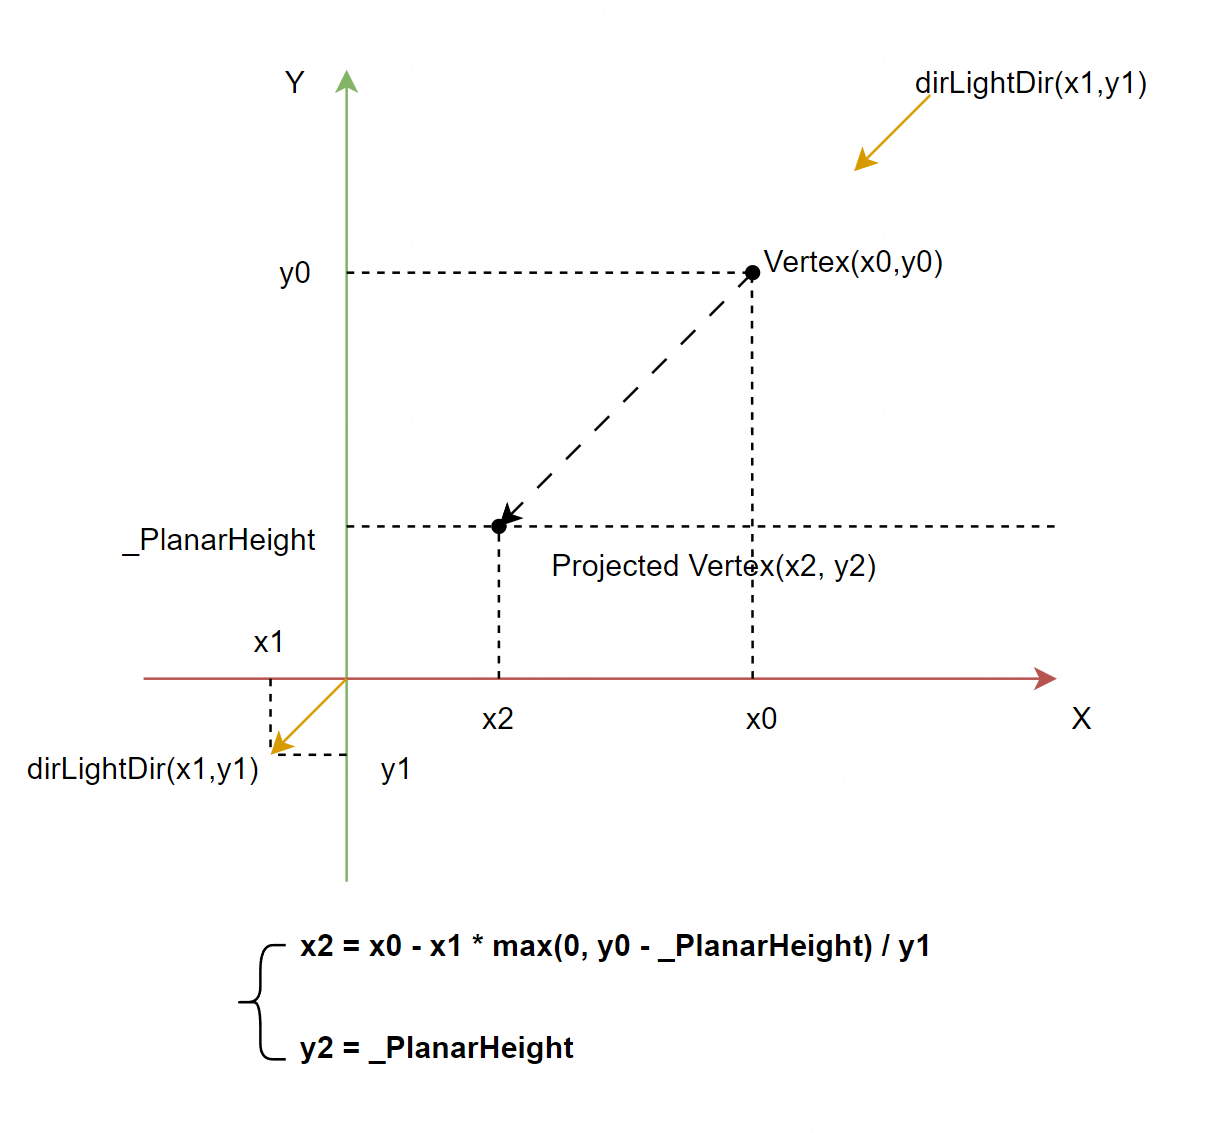 Y
dirLightDir(x1,y1)
Vertex(x0,y0)
y0
_PlanarHeight
Projected Vertex(x2, y2)
x1
x2
x0
X
dirLightDir(x1,y1)
y1
x2 = x0 - x1 * max(0, y0 - _PlanarHeight) / y1
y2 = _PlanarHeight